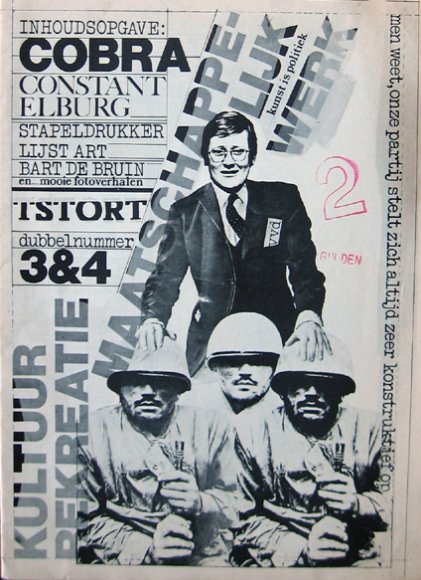 INHOUDSOPGAVE:
COBRA
CONSTANT
ELBURG
STAPELDRUKKER
LIJST ART
BART DE BRUIN
en...mooie fotoverhalen
TSTORT
dubbelnummer
3&4
MAATSCHAPPE-
LIJK
WERK
kunst is politiek
KULTUUR
REKREATIE
2
GULDEN
men weet, onze partij stelt zich altijd zeer konstruktief op